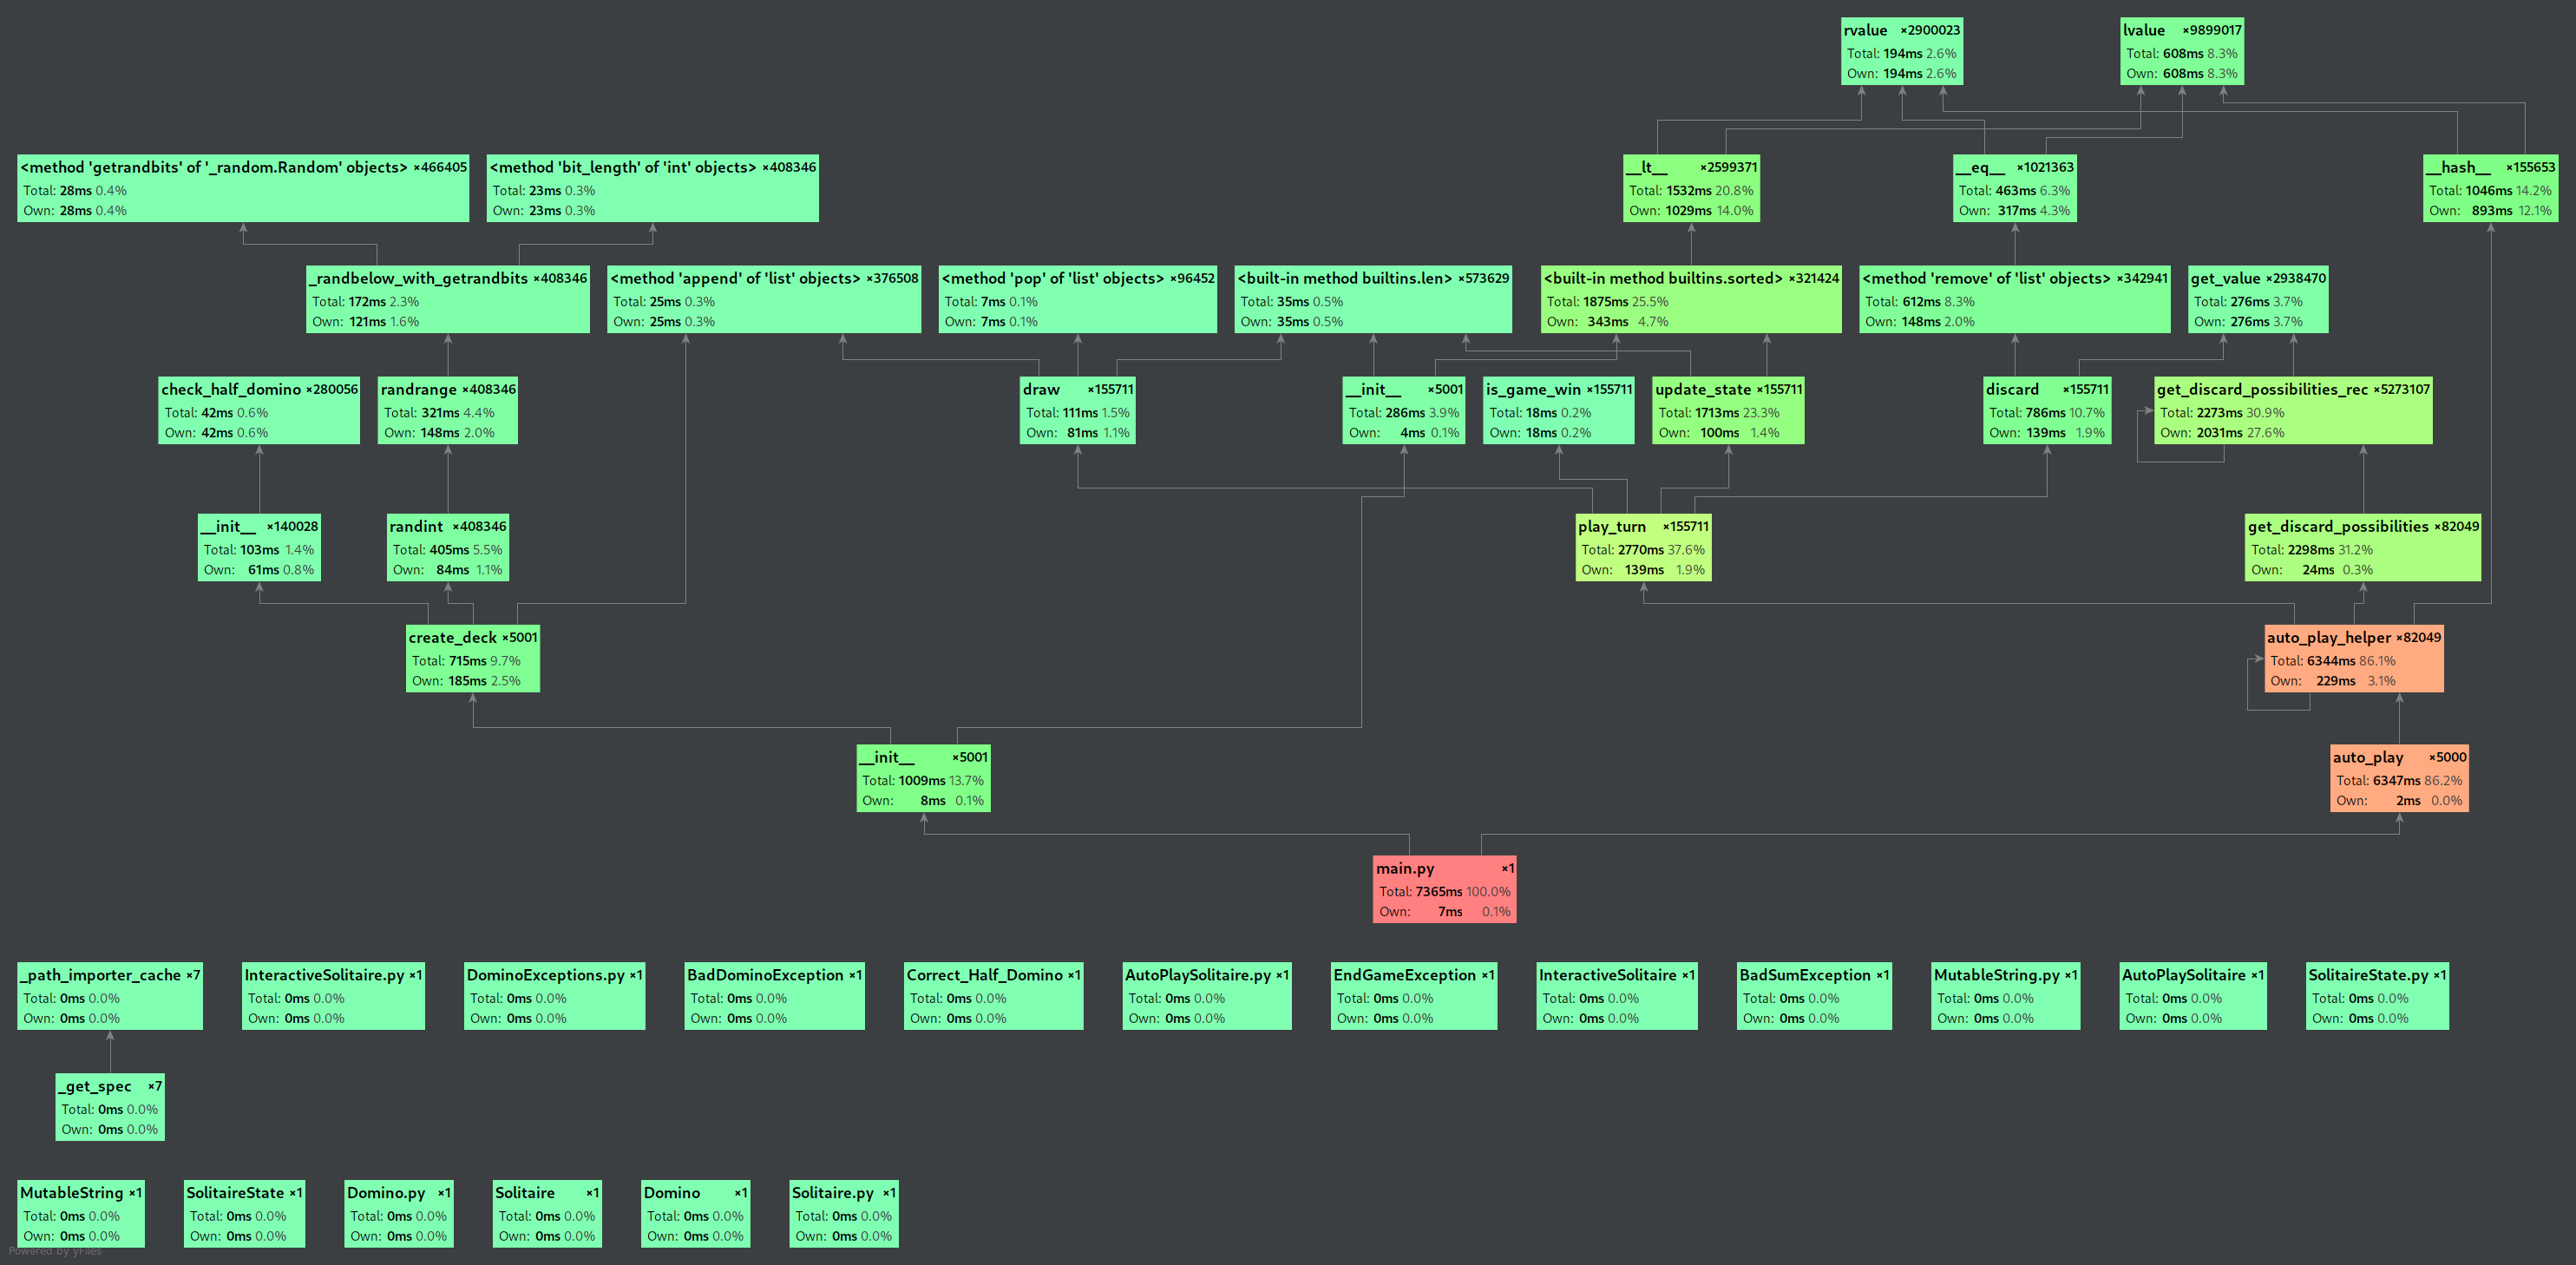 rvalue ×2900023
Total: 194ms 2.6%
Own: 194ms 2.6%
lvalue ×9899017
Total: 608ms 8.3%
Own: 608ms 8.3%
<method 'getrandbits' of '_random.Random' objects> ×466405
Total: 28ms 0.4%
Own: 28ms 0.4%
<method 'bit_length' of 'int' objects> ×408346
Total: 23ms 0.3%
Own: 23ms 0.3%
__lt__ ×2599371
Total: 1532ms 20.8%
Own: 1029ms 14.0%
__eq__ ×1021363
Total: 463ms 6.3%
Own: 317ms 4.3%
__hash__ ×155653
Total: 1046ms 14.2%
Own: 893ms 12.1%
_randbelow_with_getrandbits ×408346
Total: 172ms 2.3%
Own: 121ms 1.6%
<method 'append' of 'list' objects> ×376508
Total: 25ms 0.3%
Own: 25ms 0.3%
<method 'pop' of 'list' objects> ×96452
Total: 7ms 0.1%
Own: 7ms 0.1%
<built-in method builtins.len> ×573629
Total: 35ms 0.5%
Own: 35ms 0.5%
<built-in method builtins.sorted> ×321424
Total: 1875ms 25.5%
Own: 343ms 4.7%
<method 'remove' of 'list' objects> ×342941
Total: 612ms 8.3%
Own: 148ms 2.0%
get_value ×2938470
Total: 276ms 3.7%
Own: 276ms 3.7%
check_half_domino ×280056
Total: 42ms 0.6%
Own: 42ms 0.6%
randrange ×408346
Total: 321ms 4.4%
Own: 148ms 2.0%
draw ×155711
Total: 111ms 1.5%
Own: 81ms 1.1%
__init__ ×5001
Total: 286ms 3.9%
Own: 4ms 0.1%
is_game_win ×155711
Total: 18ms 0.2%
Own: 18ms 0.2%
update_state ×155711
Total: 1713ms 23.3%
Own: 100ms 1.4%
discard ×155711
Total: 786ms 10.7%
Own: 139ms 1.9%
get_discard_possibilities_rec ×5273107
Total: 2273ms 30.9%
Own: 2031ms 27.6%
__init__ ×140028
Total: 103ms 1.4%
Own: 61ms 0.8%
randint ×408346
Total: 405ms 5.5%
Own: 84ms 1.1%
play_turn ×155711
Total: 2770ms 37.6%
Own: 139ms 1.9%
get_discard_possibilities ×82049
Total: 2298ms 31.2%
Own: 24ms 0.3%
create_deck ×5001
Total: 715ms 9.7%
Own: 185ms 2.5%
auto_play_helper ×82049
Total: 6344ms 86.1%
Own: 229ms 3.1%
__init__ ×5001
Total: 1009ms 13.7%
Own: 8ms 0.1%
auto_play ×5000
Total: 6347ms 86.2%
Own: 2ms 0.0%
main.py ×1
Total: 7365ms 100.0%
Own: 7ms 0.1%
_path_importer_cache ×7
Total: 0ms 0.0%
Own: 0ms 0.0%
InteractiveSolitaire.py ×1
Total: 0ms 0.0%
Own: 0ms 0.0%
DominoExceptions.py ×1
Total: 0ms 0.0%
Own: 0ms 0.0%
BadDominoException ×1
Total: 0ms 0.0%
Own: 0ms 0.0%
Correct_Half_Domino ×1
Total: 0ms 0.0%
Own: 0ms 0.0%
AutoPlaySolitaire.py ×1
Total: 0ms 0.0%
Own: 0ms 0.0%
EndGameException ×1
Total: 0ms 0.0%
Own: 0ms 0.0%
InteractiveSolitaire ×1
Total: 0ms 0.0%
Own: 0ms 0.0%
BadSumException ×1
Total: 0ms 0.0%
Own: 0ms 0.0%
MutableString.py ×1
Total: 0ms 0.0%
Own: 0ms 0.0%
AutoPlaySolitaire ×1
Total: 0ms 0.0%
Own: 0ms 0.0%
SolitaireState.py ×1
Total: 0ms 0.0%
Own: 0ms 0.0%
_get_spec ×7
Total: 0ms 0.0%
Own: 0ms 0.0%
MutableString ×1
Total: 0ms 0.0%
Own: 0ms 0.0%
SolitaireState ×1
Total: 0ms 0.0%
Own: 0ms 0.0%
Domino.py ×1
Total: 0ms 0.0%
Own: 0ms 0.0%
Solitaire ×1
Total: 0ms 0.0%
Own: 0ms 0.0%
Domino ×1
Total: 0ms 0.0%
Own: 0ms 0.0%
Solitaire.py ×1
Total: 0ms 0.0%
Own: 0ms 0.0%
Powered by yFiles